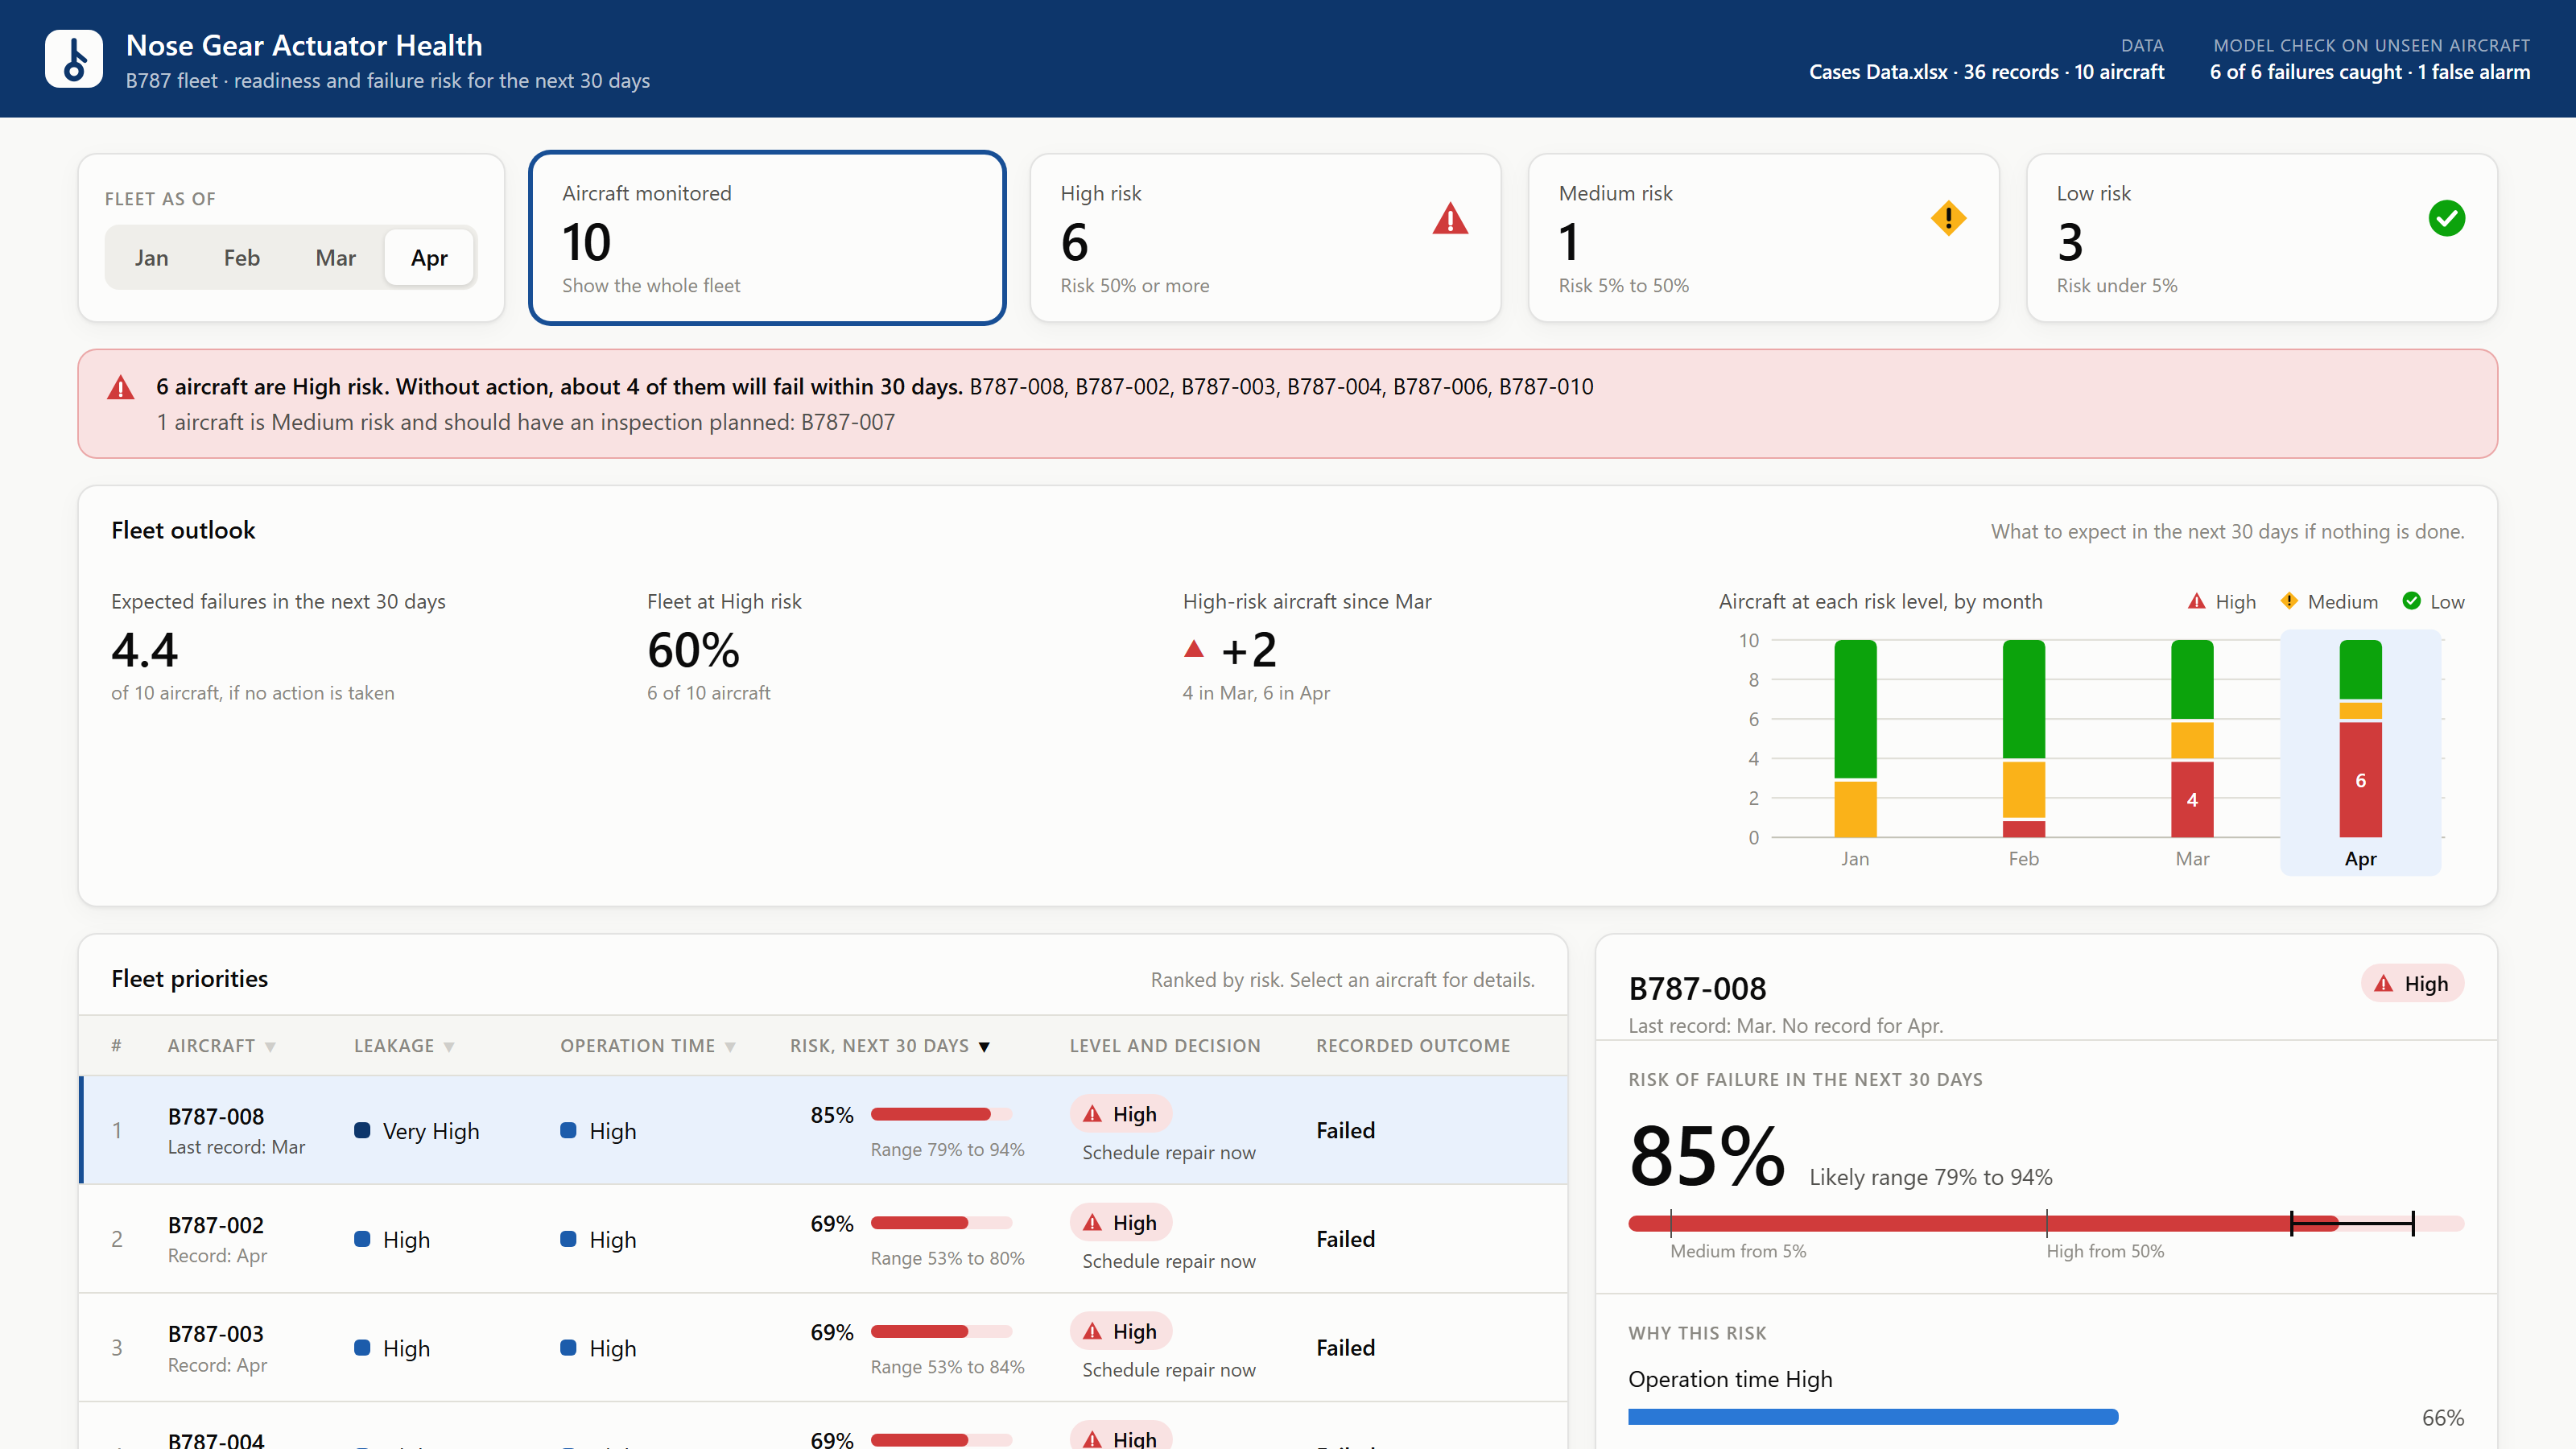 Nose Gear Actuator Health
B787 fleet · readiness and failure risk for the next 30 days
DATA
Cases Data.xlsx · 36 records · 10 aircraft
MODEL CHECK ON UNSEEN AIRCRAFT
6 of 6 failures caught · 1 false alarm
FLEET AS OF
Jan Feb Mar Apr
Aircraft monitored
10
Show the whole fleet
High risk
6
Risk 50% or more
Medium risk
1
Risk 5% to 50%
Low risk
3
Risk under 5%
6 aircraft are High risk. Without action, about 4 of them will fail within 30 days. B787-008, B787-002, B787-003, B787-004, B787-006, B787-010
1 aircraft is Medium risk and should have an inspection planned: B787-007
Fleet outlook
What to expect in the next 30 days if nothing is done.
Expected failures in the next 30 days
4.4
of 10 aircraft, if no action is taken
Fleet at High risk
60%
6 of 10 aircraft
High-risk aircraft since Mar
▲ +2
4 in Mar, 6 in Apr
Aircraft at each risk level, by month
High Medium Low
10
8
6
4
2
0
4
6
Jan Feb Mar Apr
Fleet priorities
Ranked by risk. Select an aircraft for details.
# AIRCRAFT ▼ LEAKAGE ▼ OPERATION TIME ▼ RISK, NEXT 30 DAYS ▼ LEVEL AND DECISION RECORDED OUTCOME
1
B787-008
Last record: Mar
Very High
High
85%
Range 79% to 94%
High
Schedule repair now
Failed
2
B787-002
Record: Apr
High
High
69%
Range 53% to 80%
High
Schedule repair now
Failed
3
B787-003
Record: Apr
High
High
69%
Range 53% to 84%
High
Schedule repair now
Failed
B787-004
69%
High
B787-008
High
Last record: Mar. No record for Apr.
RISK OF FAILURE IN THE NEXT 30 DAYS
85% Likely range 79% to 94%
Medium from 5%
High from 50%
WHY THIS RISK
Operation time High
66%